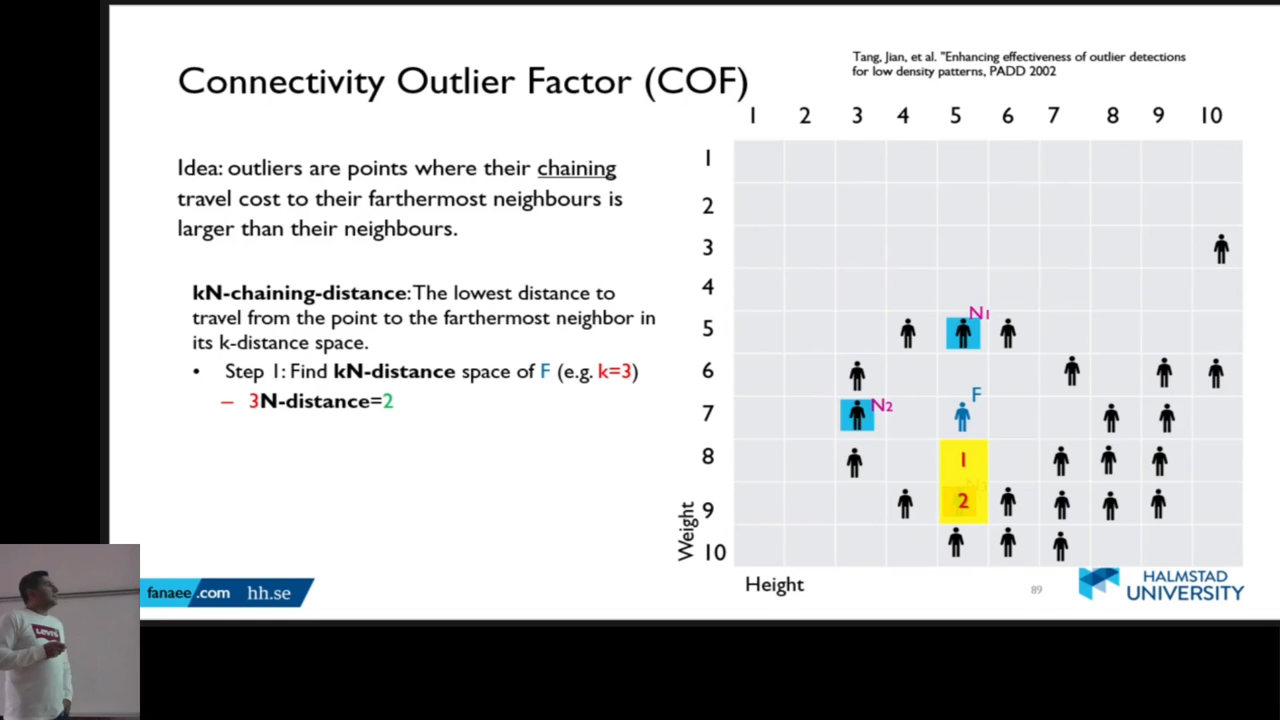 Connectivity Outlier Factor (COF)
Tang, Jian, et al. "Enhancing effectiveness of outlier detections
for low density patterns, PADD 2002
Idea: outliers are points where their chaining
travel cost to their farthermost neighbours is
larger than their neighbours.
kN-chaining-distance: The lowest distance to
travel from the point to the farthermost neighbor in
its k-distance space.
• Step 1: Find kN-distance space of F (e.g. k=3)
– 3N-distance=2
1 2 3 4 5 6 7 8 9 10
1
2
3
4
5
N1
6
7
N2
F
8
1
9
2
10
Weight
Height
fanaee.com hh.se
89
HALMSTAD
UNIVERSITY
LEVI'S